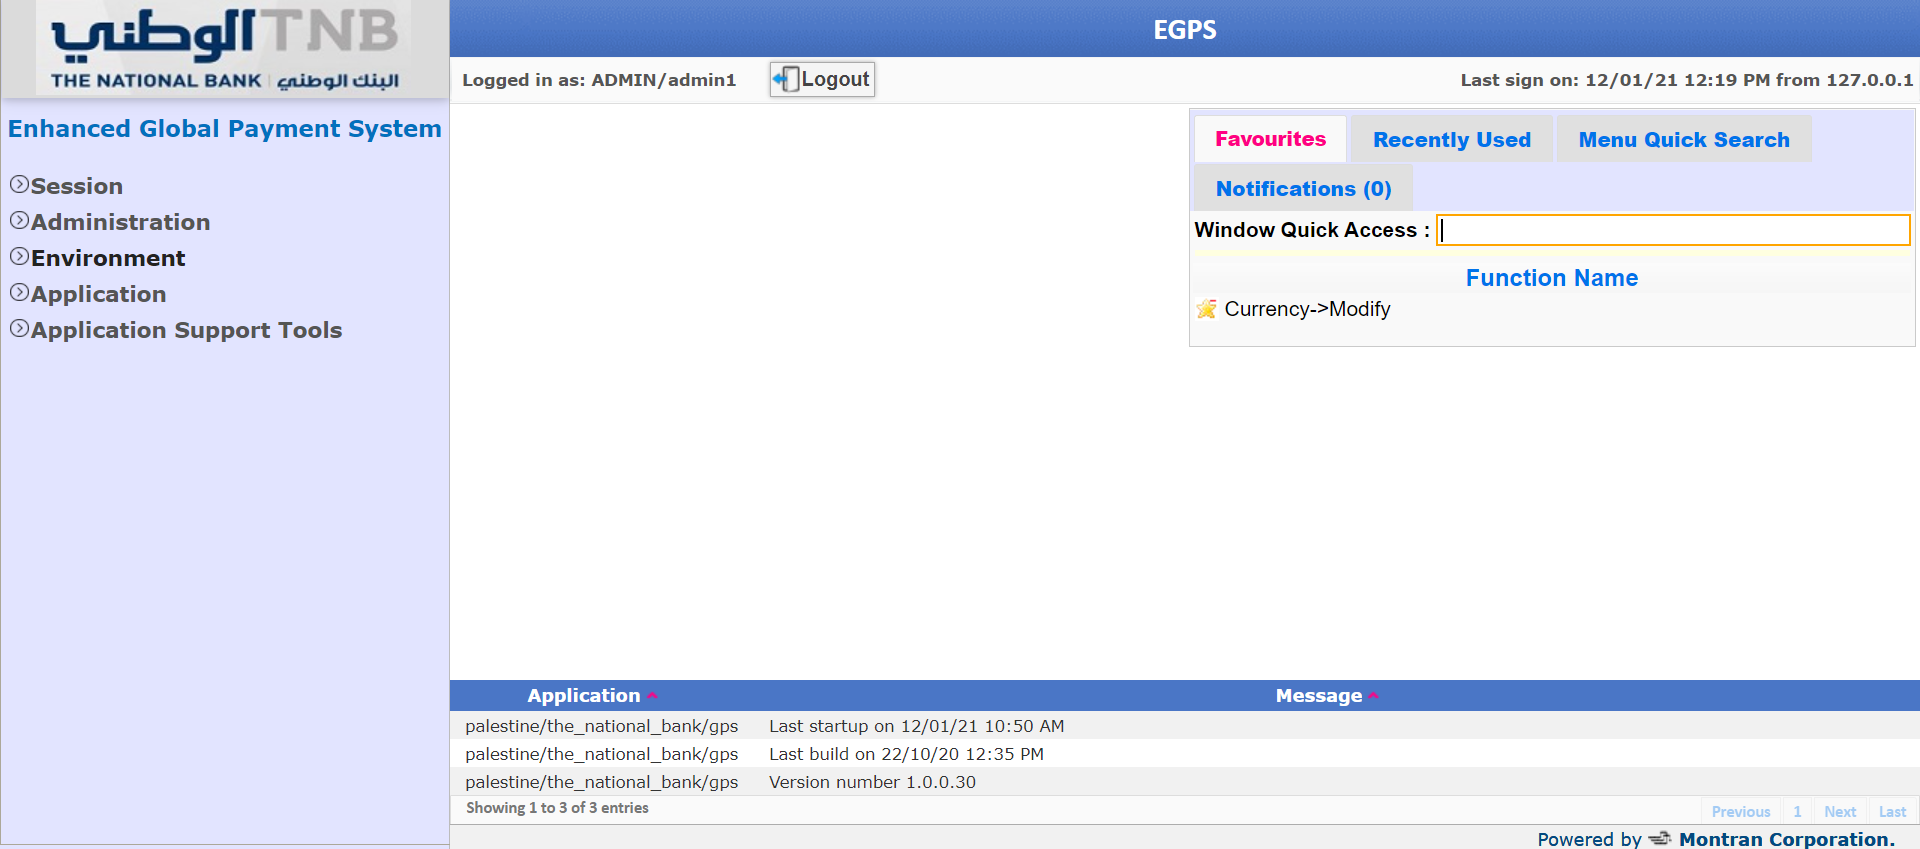 الوطني TNB
THE NATIONAL BANK | البنك الوطني
EGPS
Logged in as: ADMIN/admin1
Logout
Last sign on: 12/01/21 12:19 PM from 127.0.0.1
Enhanced Global Payment System
Session
Administration
Environment
Application
Application Support Tools
Favourites
Recently Used
Menu Quick Search
Notifications (0)
Window Quick Access :
Function Name
Currency->Modify
Application Message
palestine/the_national_bank/gps Last startup on 12/01/21 10:50 AM
palestine/the_national_bank/gps Last build on 22/10/20 12:35 PM
palestine/the_national_bank/gps Version number 1.0.0.30
Showing 1 to 3 of 3 entries
Previous 1 Next Last
Powered by Montran Corporation.